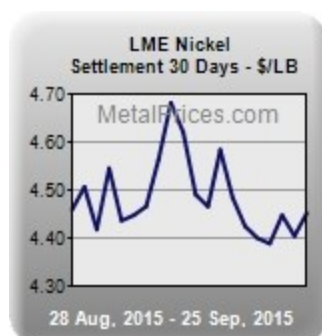 LME Nickel
Settlement 30 Days - $/LB
4.70
MetalPrices.com
4.60
4.50
4.40
4.30
28 Aug, 2015 - 25 Sep, 2015